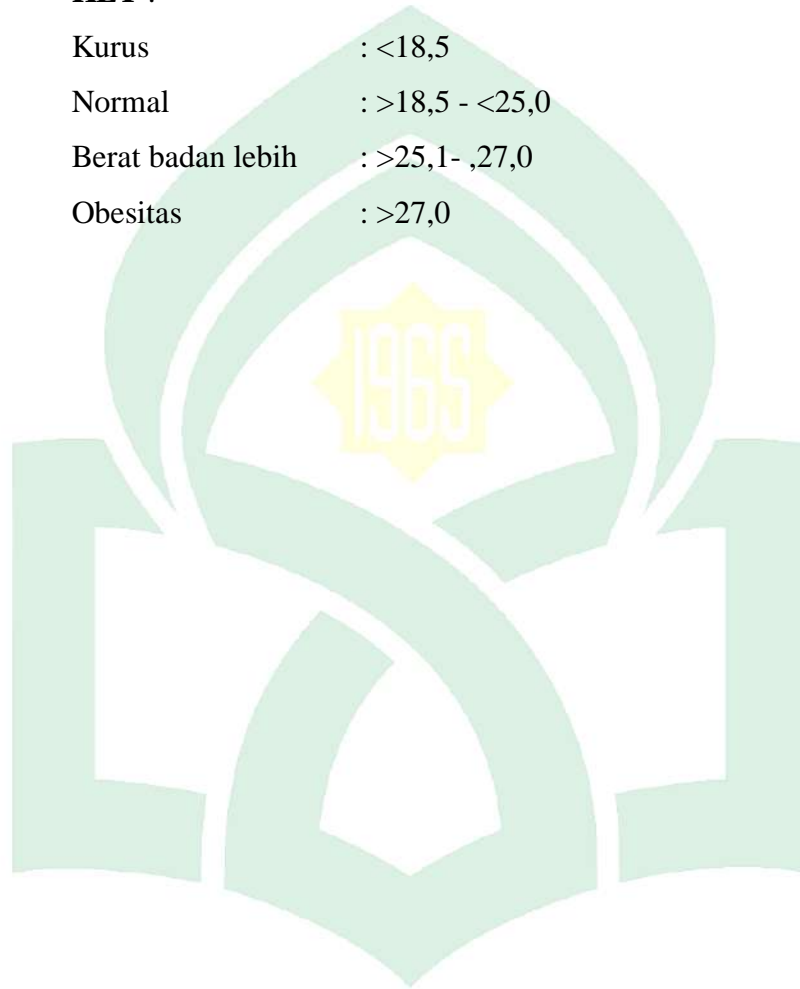 Kurus : <18,5
Normal : >18,5 - <25,0
Berat badan lebih : >25,1- ,27,0
Obesitas : >27,0
1965